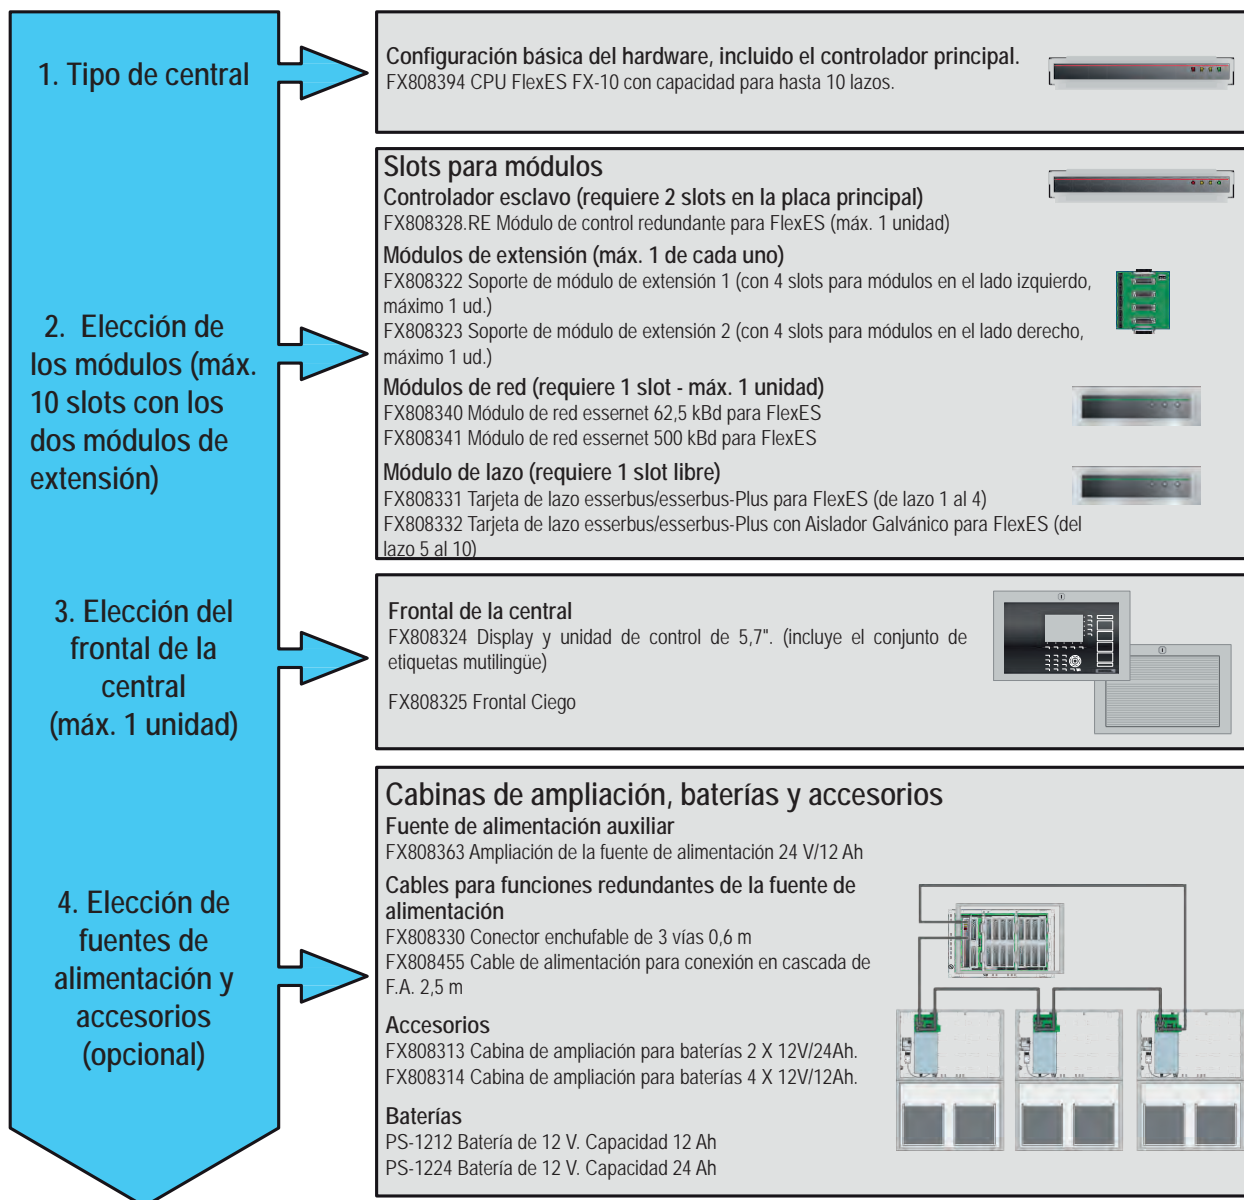 1. Tipo de central
Configuración básica del hardware, incluido el controlador principal.
FX808394 CPU FlexES FX-10 con capacidad para hasta 10 lazos.
2. Elección de
los módulos (máx.
10 slots con los
dos módulos de
extensión)
Slots para módulos
Controlador esclavo (requiere 2 slots en la placa principal)
FX808328.RE Módulo de control redundante para FlexES (máx. 1 unidad)
Módulos de extensión (máx. 1 de cada uno)
FX808322 Soporte de módulo de extensión 1 (con 4 slots para módulos en el lado izquierdo,
máximo 1 ud.)
FX808323 Soporte de módulo de extensión 2 (con 4 slots para módulos en el lado derecho,
máximo 1 ud.)
Módulos de red (requiere 1 slot - máx. 1 unidad)
FX808340 Módulo de red essernet 62,5 kBd para FlexES
FX808341 Módulo de red essernet 500 kBd para FlexES
Módulo de lazo (requiere 1 slot libre)
FX808331 Tarjeta de lazo esserbus/esserbus-Plus para FlexES (de lazo 1 al 4)
FX808332 Tarjeta de lazo esserbus/esserbus-Plus con Aislador Galvánico para FlexES (del
lazo 5 al 10)
3. Elección del
frontal de la
central
(máx. 1 unidad)
Frontal de la central
FX808324 Display y unidad de control de 5,7". (incluye el conjunto de
etiquetas mutilingüe)
FX808325 Frontal Ciego
4. Elección de
fuentes de
alimentación y
accesorios
(opcional)
Cabinas de ampliación, baterías y accesorios
Fuente de alimentación auxiliar
FX808363 Ampliación de la fuente de alimentación 24 V/12 Ah
Cables para funciones redundantes de la fuente de
alimentación
FX808330 Conector enchufable de 3 vías 0,6 m
FX808455 Cable de alimentación para conexión en cascada de
F.A. 2,5 m
Accesorios
FX808313 Cabina de ampliación para baterías 2 X 12V/24Ah.
FX808314 Cabina de ampliación para baterías 4 X 12V/12Ah.
Baterías
PS-1212 Batería de 12 V. Capacidad 12 Ah
PS-1224 Batería de 12 V. Capacidad 24 Ah